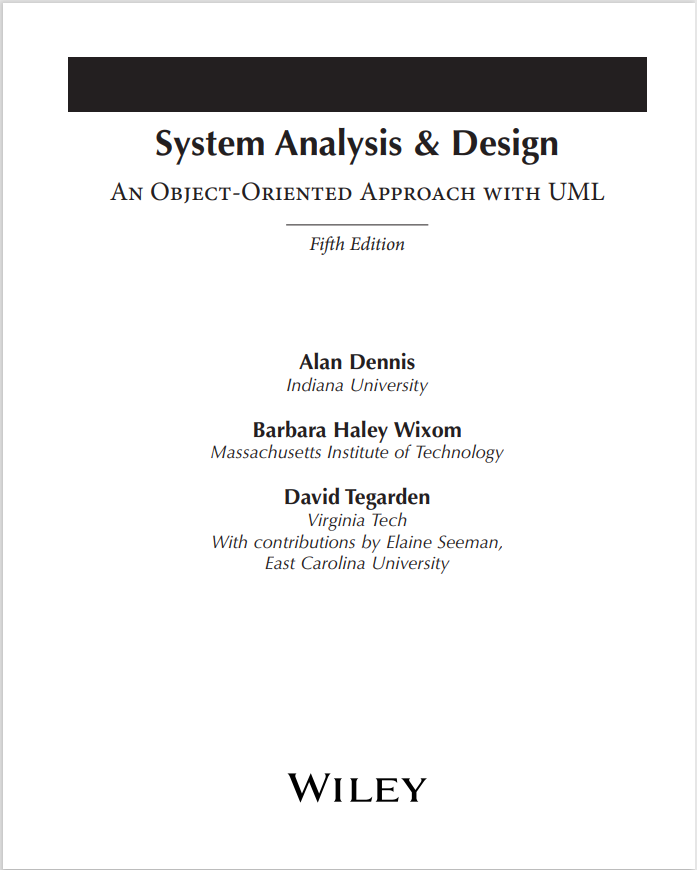 System Analysis & Design
An Object-Oriented Approach with UML
Fifth Edition
Alan Dennis
Indiana University
Barbara Haley Wixom
Massachusetts Institute of Technology
David Tegarden
Virginia Tech
With contributions by Elaine Seeman,
East Carolina University
WILEY